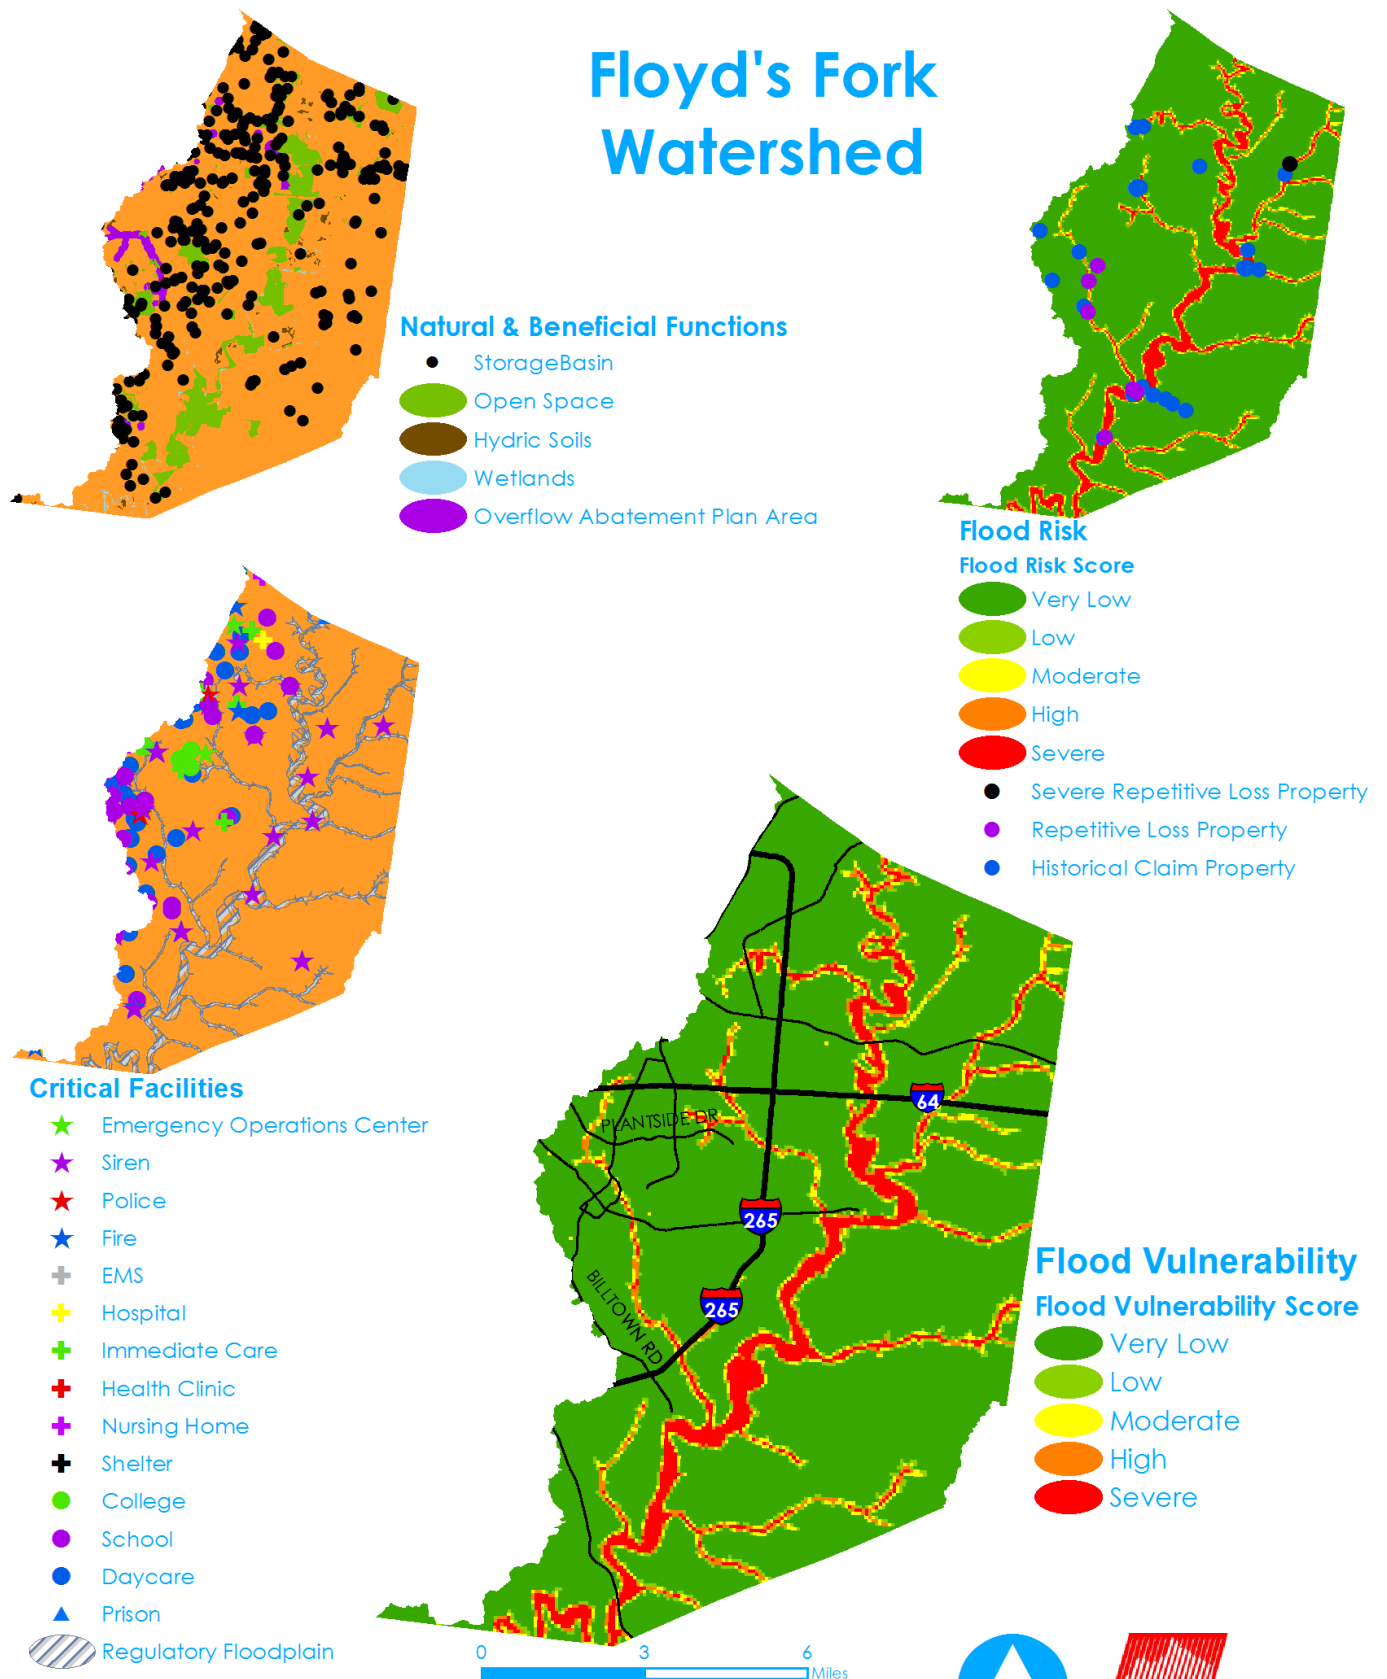 Floyd's Fork
Watershed
Natural & Beneficial Functions
StorageBasin
Open Space
Hydric Soils
Wetlands
Overflow Abatement Plan Area
Flood Risk
Flood Risk Score
Very Low
Low
Moderate
High
Severe
Severe Repetitive Loss Property
Repetitive Loss Property
Historical Claim Property
Critical Facilities
Emergency Operations Center
Siren
Police
Fire
EMS
Hospital
Immediate Care
Health Clinic
Nursing Home
Shelter
College
School
Daycare
Prison
Regulatory Floodplain
64
PLANTSIDE DR
265
265
BILLTOWN RD
Flood Vulnerability
Flood Vulnerability Score
Very Low
Low
Moderate
High
Severe
0 3 6
Miles